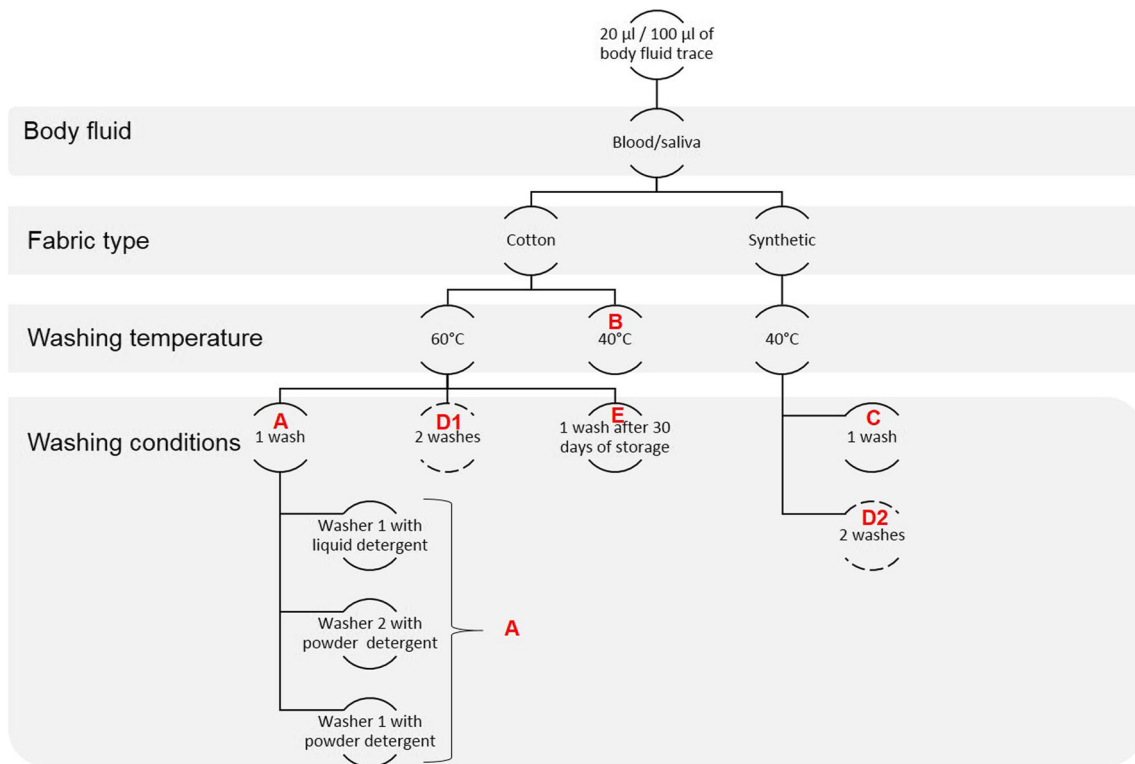 20 µl / 100 µl of
body fluid trace
Body fluid
Blood/saliva
Fabric type
Cotton
Synthetic
Washing temperature
60°C
B
40°C
40°C
Washing conditions
A
1 wash
D1
2 washes
E
1 wash after 30
days of storage
C
1 wash
D2
2 washes
Washer 1 with
liquid detergent
Washer 2 with
powder detergent
A
Washer 1 with
powder detergent